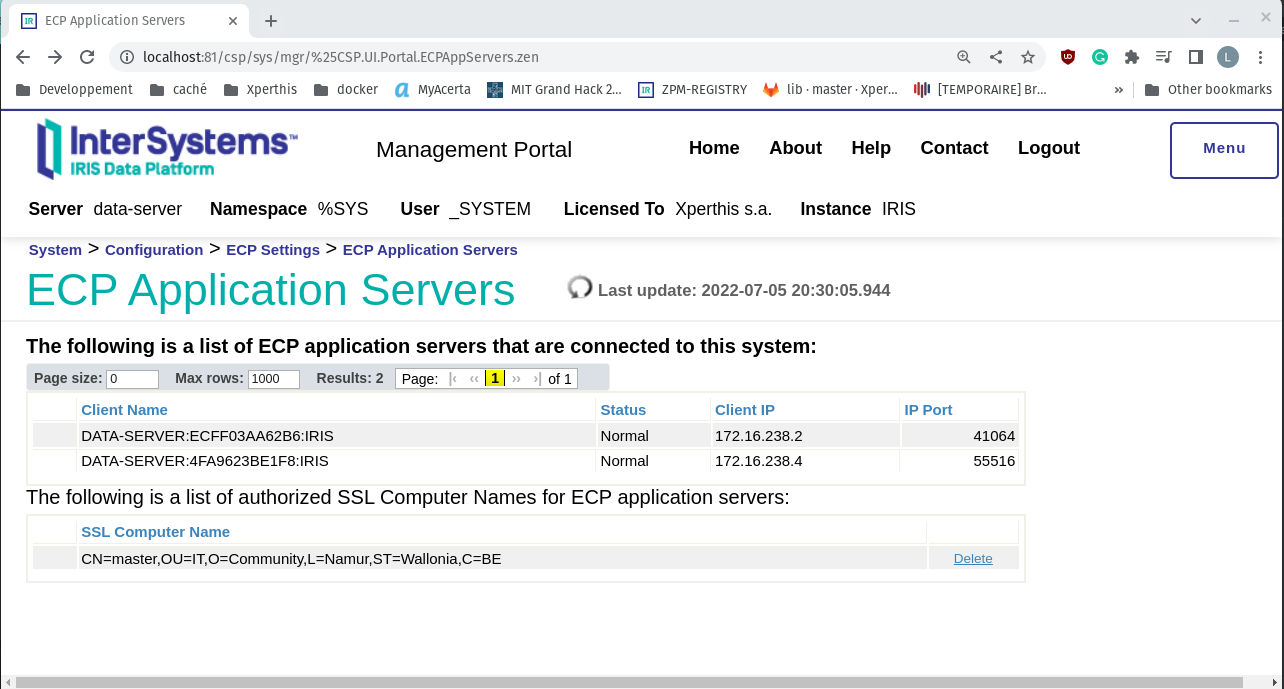 IR ECP Application Servers
localhost:81/csp/sys/mgr/%25CSP.UI.Portal.ECPAppServers.zen
L
Developpement caché Xperthis docker MyAcerta MIT Grand Hack 2... IR ZPM-REGISTRY lib · master · Xper... [TEMPORAIRE] Br... » Other bookmarks
InterSystems™
IRIS Data Platform
Management Portal
Home About Help Contact Logout
Menu
Server data-server Namespace %SYS User _SYSTEM Licensed To Xperthis s.a. Instance IRIS
System > Configuration > ECP Settings > ECP Application Servers
ECP Application Servers
Last update: 2022-07-05 20:30:05.944
The following is a list of ECP application servers that are connected to this system:
Page size: 0 Max rows: 1000 Results: 2 Page: |‹ ‹‹ 1 ›› ›| of 1
Client Name Status Client IP IP Port
DATA-SERVER:ECFF03AA62B6:IRIS Normal 172.16.238.2 41064
DATA-SERVER:4FA9623BE1F8:IRIS Normal 172.16.238.4 55516
The following is a list of authorized SSL Computer Names for ECP application servers:
SSL Computer Name
CN=master,OU=IT,O=Community,L=Namur,ST=Wallonia,C=BE Delete